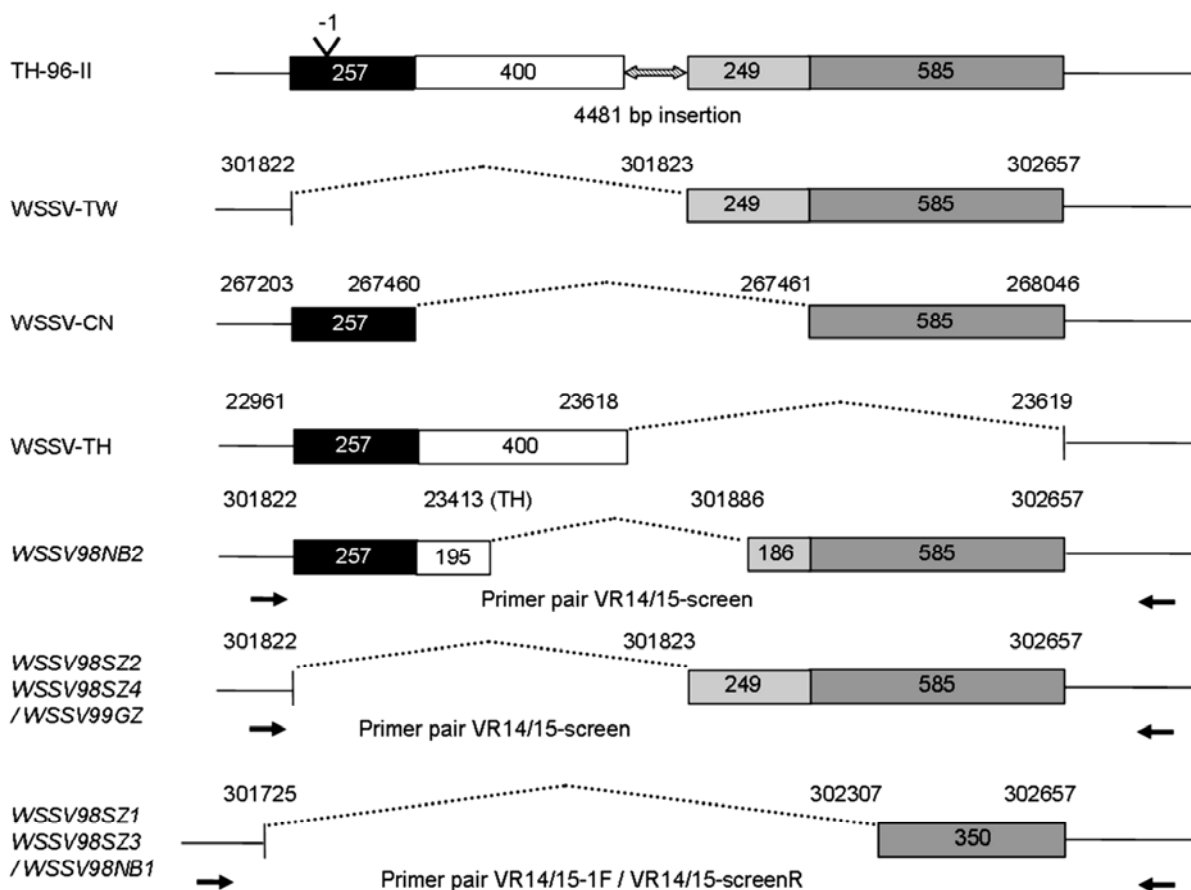 -1
TH-96-II 257 400 249 585
4481 bp insertion
301822 301823 302657
WSSV-TW 249 585
267203 267460 267461 268046
WSSV-CN 257 585
22961 23618 23619
WSSV-TH 257 400
301822 23413 (TH) 301886 302657
WSSV98NB2 257 195 186 585
Primer pair VR14/15-screen
301822 301823 302657
WSSV98SZ2
WSSV98SZ4 249 585
/ WSSV99GZ
Primer pair VR14/15-screen
301725 302307 302657
WSSV98SZ1
WSSV98SZ3 350
/ WSSV98NB1
Primer pair VR14/15-1F / VR14/15-screenR